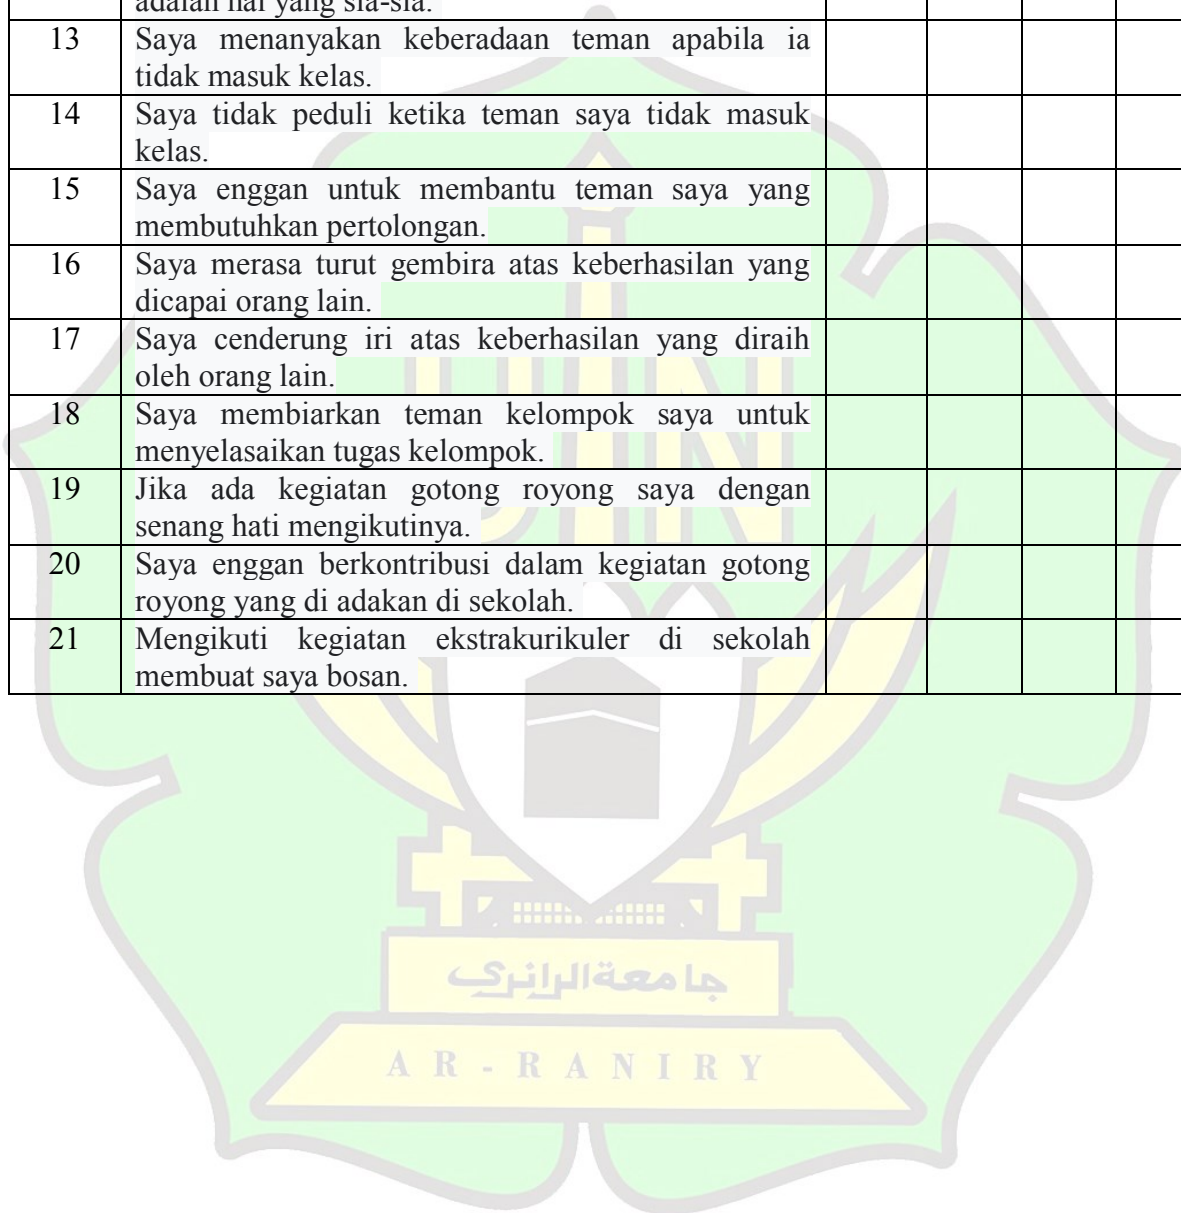 adalah hal yang sia-sia.
13 Saya menanyakan keberadaan teman apabila ia
tidak masuk kelas.
14 Saya tidak peduli ketika teman saya tidak masuk
kelas.
15 Saya enggan untuk membantu teman saya yang
membutuhkan pertolongan.
16 Saya merasa turut gembira atas keberhasilan yang
dicapai orang lain.
17 Saya cenderung iri atas keberhasilan yang diraih
oleh orang lain.
18 Saya membiarkan teman kelompok saya untuk
menyelasaikan tugas kelompok.
19 Jika ada kegiatan gotong royong saya dengan
senang hati mengikutinya.
20 Saya enggan berkontribusi dalam kegiatan gotong
royong yang di adakan di sekolah.
21 Mengikuti kegiatan ekstrakurikuler di sekolah
membuat saya bosan.
UIN
جامعة الرانري
AR-RANIRY